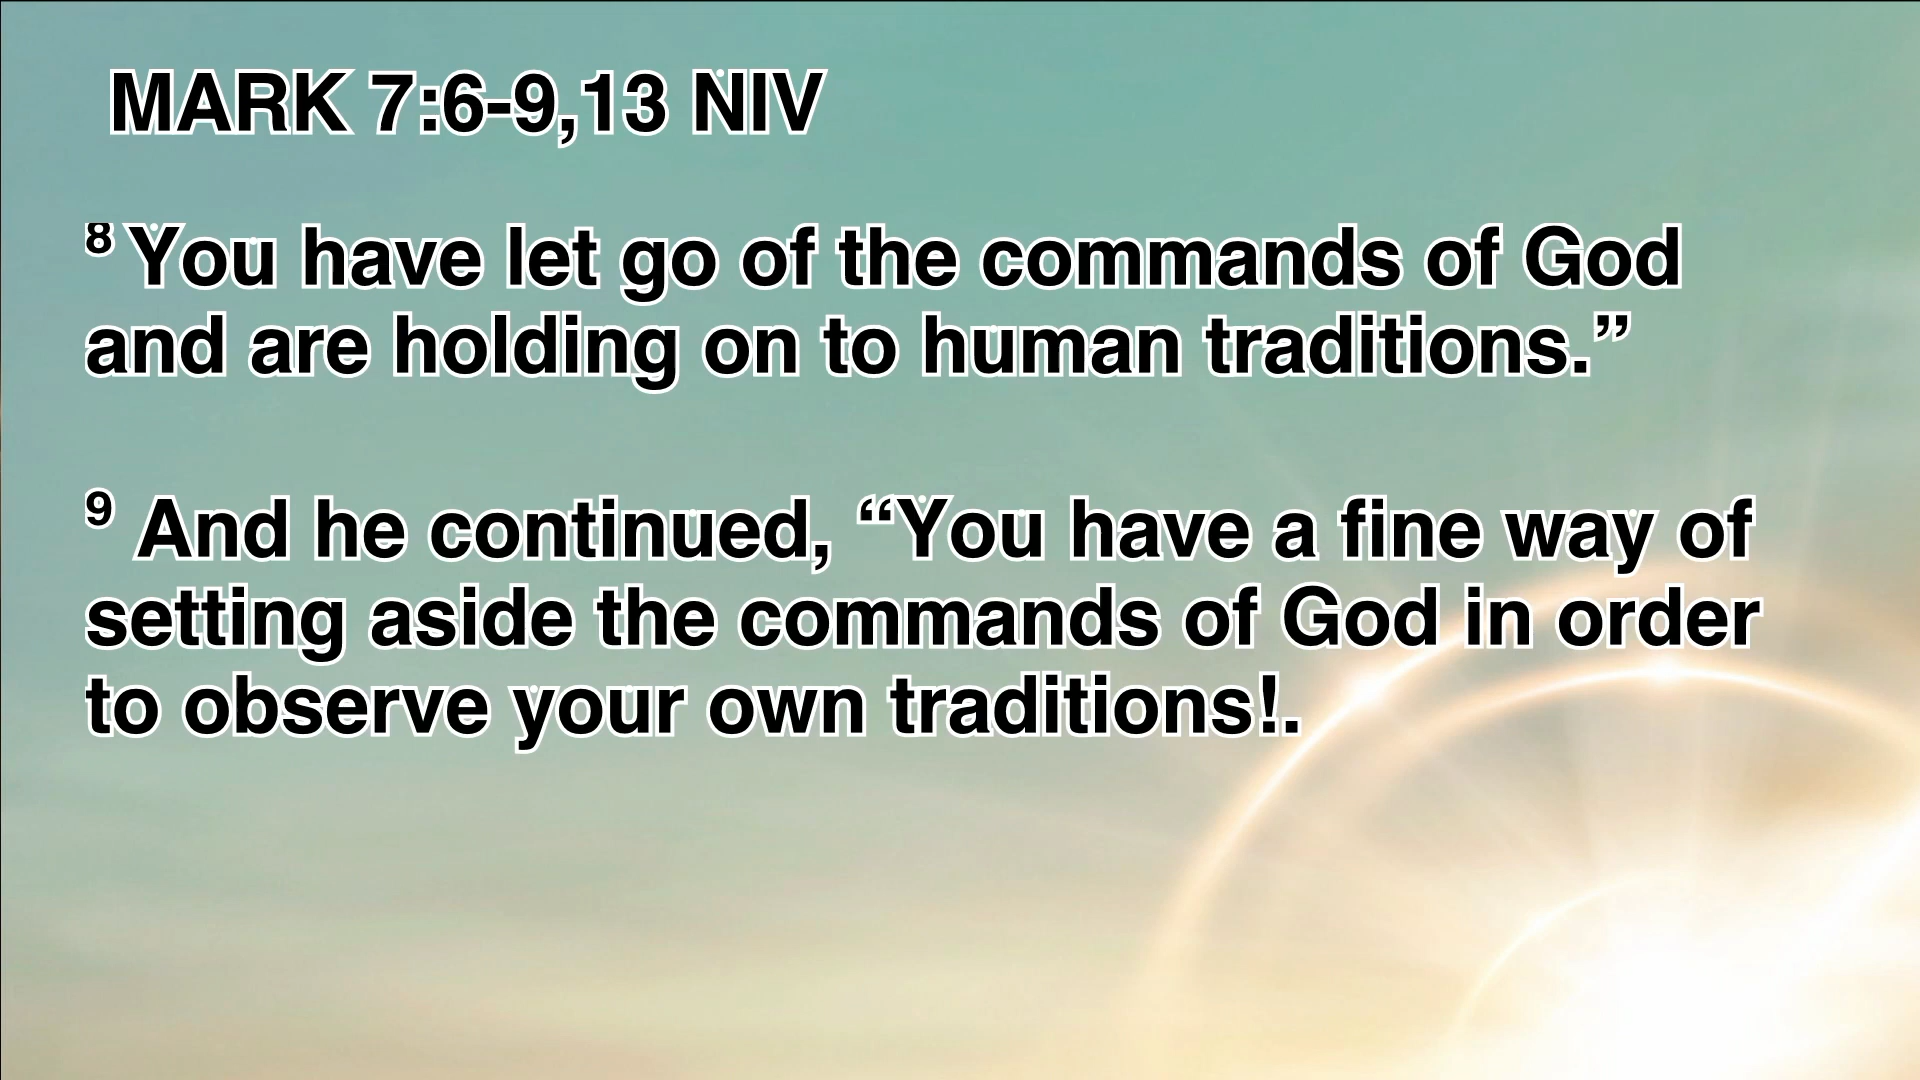 MARK 7:6-9,13 NIV
8 You have let go of the commands of God
and are holding on to human traditions.”
9 And he continued, “You have a fine way of
setting aside the commands of God in order
to observe your own traditions!.